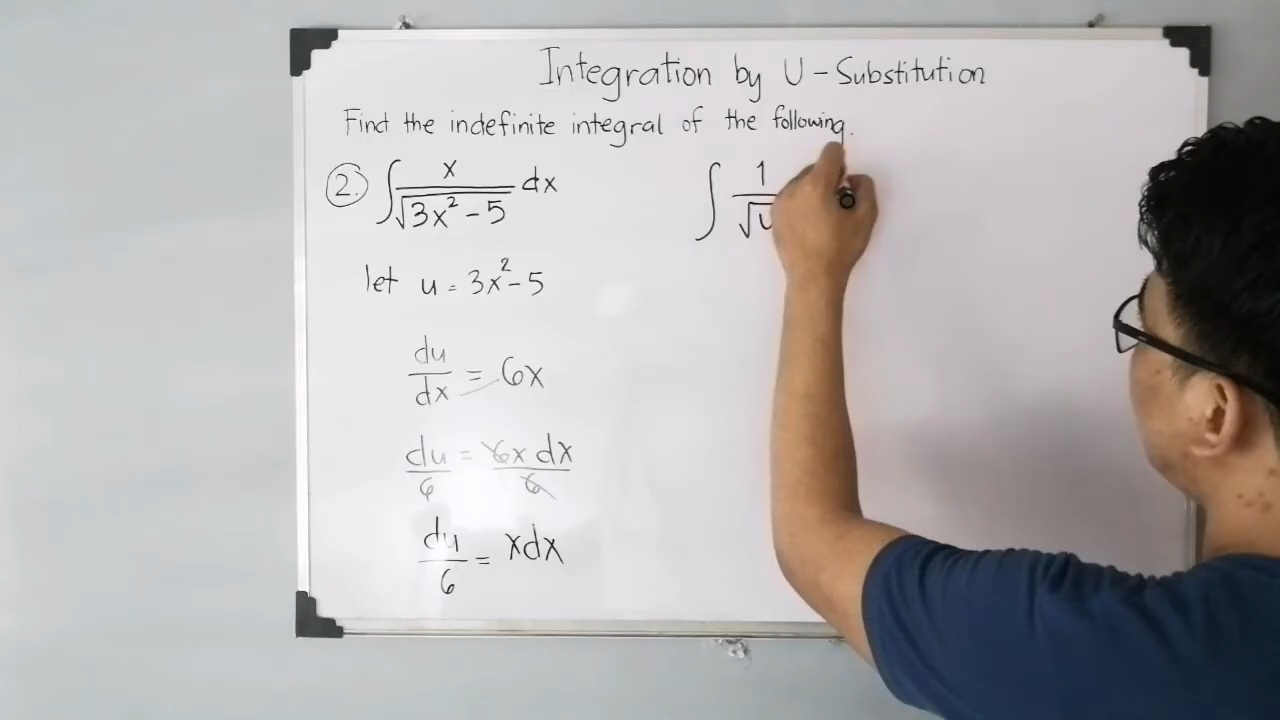 Integration by U - Substitution
Find the indefinite integral of the following.
2. ∫ x / √(3x² - 5) dx
let u = 3x² - 5
du/dx = 6x
du/6 = 6x dx/6
du/6 = xdx
∫ 1/√u